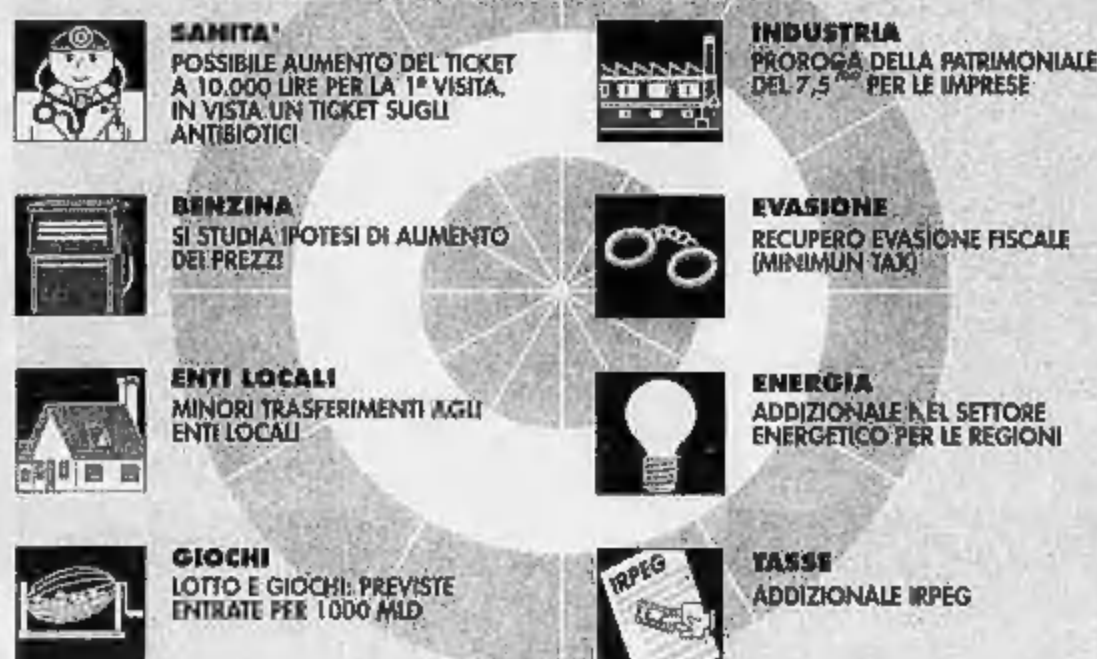 SANITA'
POSSIBILE AUMENTO DEL TICKET
A 10.000 LIRE PER LA 1ª VISITA.
IN VISTA UN TICKET SUGLI
ANTIBIOTICI
BENZINA
SI STUDIA IPOTESI DI AUMENTO
DEI PREZZI
ENTI LOCALI
MINORI TRASFERIMENTI AGLI
ENTI LOCALI
GIOCHI
LOTTO E GIOCHI: PREVISTE
ENTRATE PER 1000 MLD
INDUSTRIA
PROROGA DELLA PATRIMONIALE
DEL 7,5‰ PER LE IMPRESE
EVASIONE
RECUPERO EVASIONE FISCALE
(MINIMUN TAX)
ENERGIA
ADDIZIONALE NEL SETTORE
ENERGETICO PER LE REGIONI
IRPEG
TASSE
ADDIZIONALE IRPEG